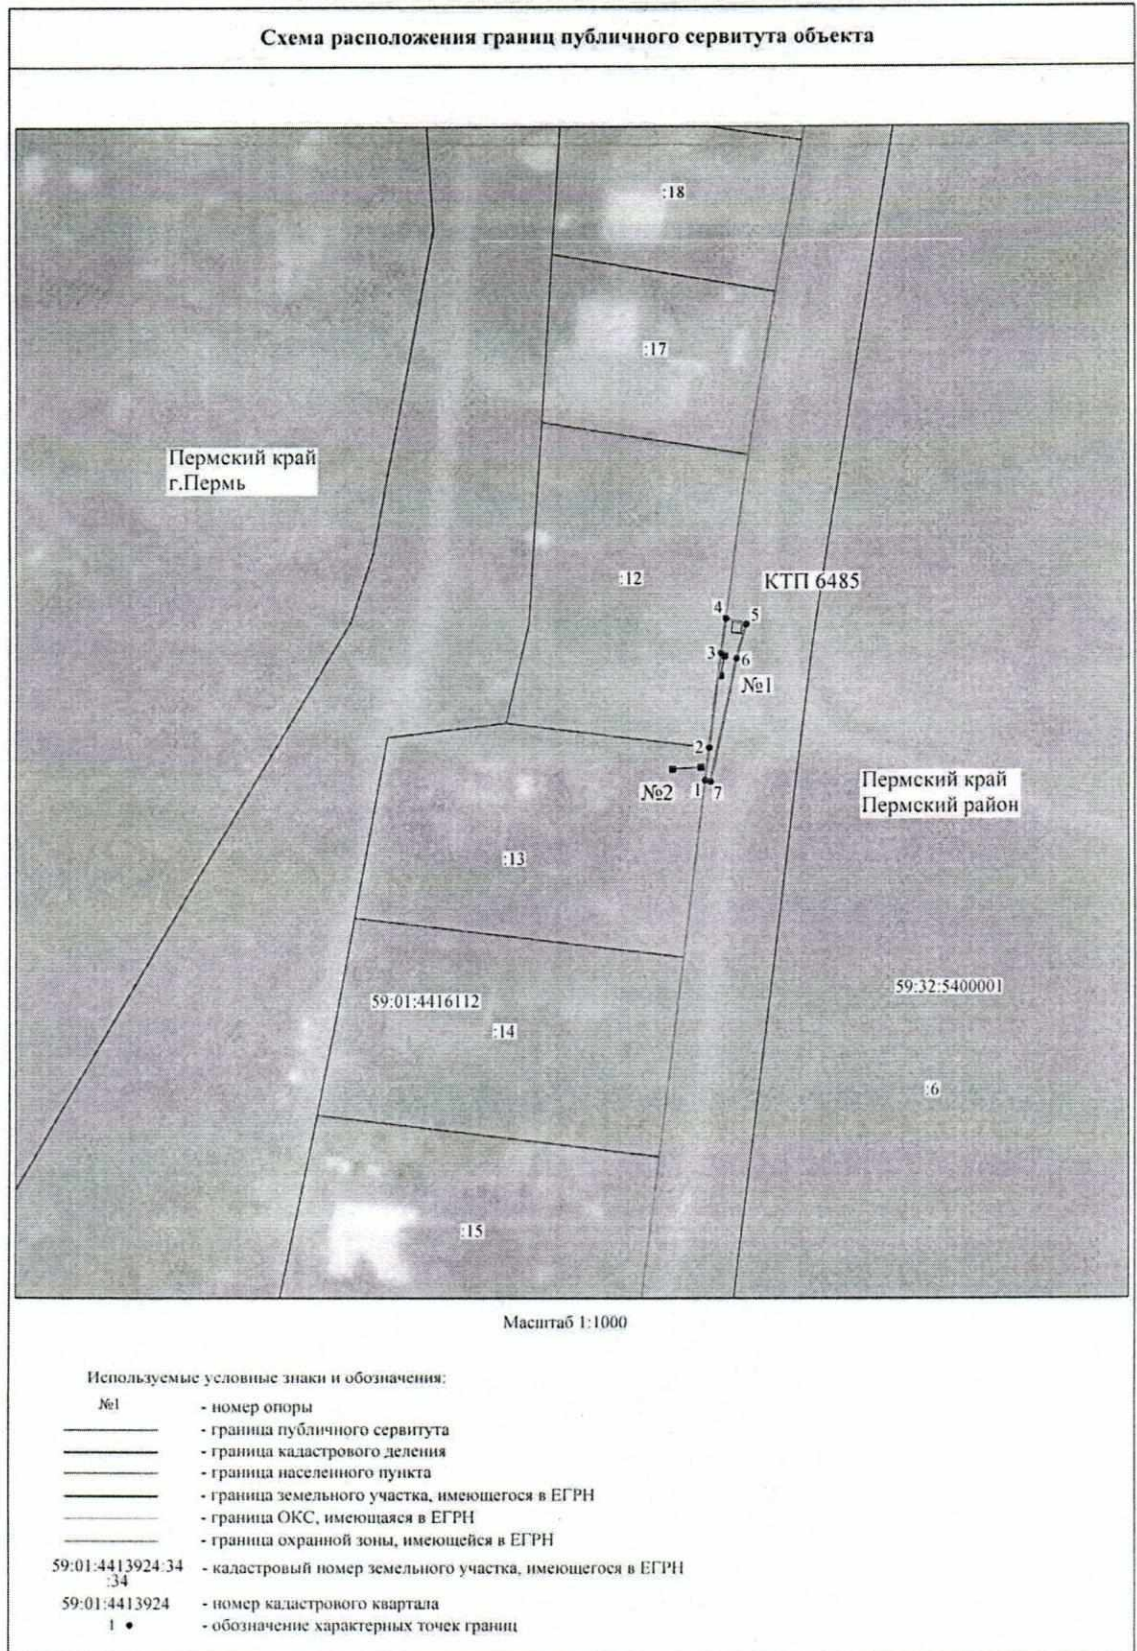 Схема расположения границ публичного сервитута объекта
:18
:17
Пермский край
г.Пермь
:12
КТП 6485
4
5
3
6
№1
2
№2
1
7
Пермский край
Пермский район
:13
59:32:5400001
59:01:4416112
:14
:6
:15
Масштаб 1:1000
Используемые условные знаки и обозначения:
№1 - номер опоры
- граница публичного сервитута
- граница кадастрового деления
- граница населенного пункта
- граница земельного участка, имеющегося в ЕГРН
- граница ОКС, имеющаяся в ЕГРН
- граница охранной зоны, имеющейся в ЕГРН
59:01:4413924:34 - кадастровый номер земельного участка, имеющегося в ЕГРН
:34
59:01:4413924 - номер кадастрового квартала
1 ● - обозначение характерных точек границ